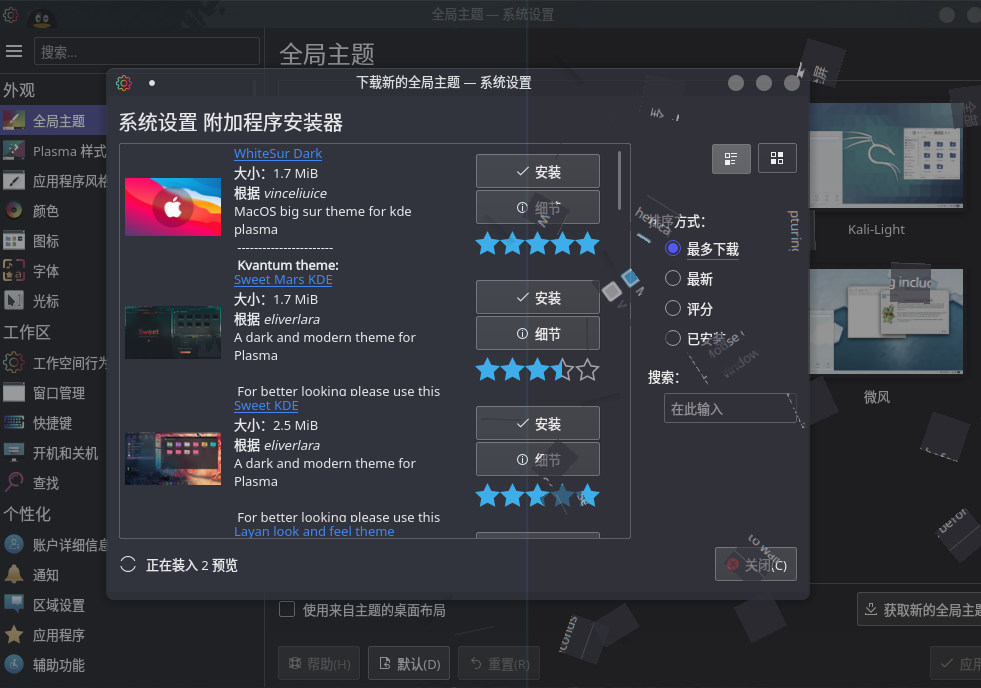 全局主题 — 系统设置
搜索...
全局主题
外观
全局主题
Plasma 样式
应用程序风格
颜色
图标
字体
光标
工作区
工作空间行为
窗口管理
快捷键
开机和关机
查找
个性化
账户详细信息
通知
区域设置
应用程序
辅助功能
下载新的全局主题 — 系统设置
系统设置 附加程序安装器
WhiteSur Dark
大小： 1.7 MiB
根据 vinceliuice
MacOS big sur theme for kde
plasma
-----------------------
Kvantum theme:
安装
细节
Sweet Mars KDE
大小： 1.7 MiB
根据 eliverlara
A dark and modern theme for
Plasma
For better looking please use this
安装
细节
Sweet KDE
大小： 2.5 MiB
根据 eliverlara
A dark and modern theme for
Plasma
For better looking please use this
安装
细节
Layan look and feel theme
排序方式：
最多下载
最新
评分
已安装
搜索：
在此输入
正在装入 2 预览
关闭(C)
Kali-Light
微风
使用来自主题的桌面布局
获取新的全局主题
帮助(H)
默认(D)
重置(R)
应用